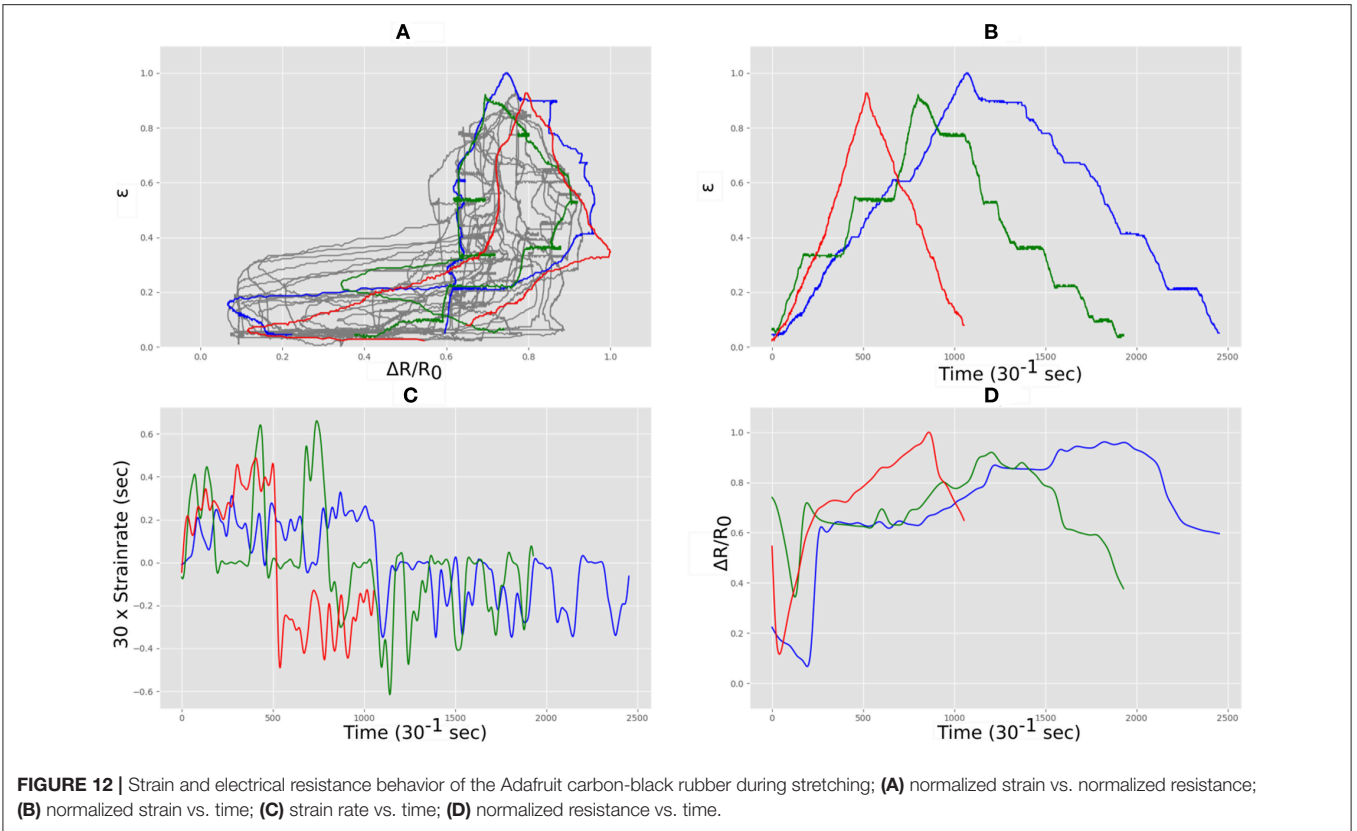 A
B
1.0
0.8
0.6
0.4
0.2
0.0
ε
0.0 0.2 0.4 0.6 0.8 1.0
ΔR/R0
1.0
0.8
0.6
0.4
0.2
0.0
ε
0 500 1000 1500 2000 2500
Time (30-1 sec)
C
D
0.6
0.4
0.2
0.0
−0.2
−0.4
−0.6
30 x Strainrate (sec)
0 500 1000 1500 2000 2500
Time (30-1 sec)
1.0
0.8
0.6
0.4
0.2
0.0
ΔR/R0
0 500 1000 1500 2000 2500
Time (30-1 sec)
FIGURE 12 | Strain and electrical resistance behavior of the Adafruit carbon-black rubber during stretching; (A) normalized strain vs. normalized resistance;
(B) normalized strain vs. time; (C) strain rate vs. time; (D) normalized resistance vs. time.